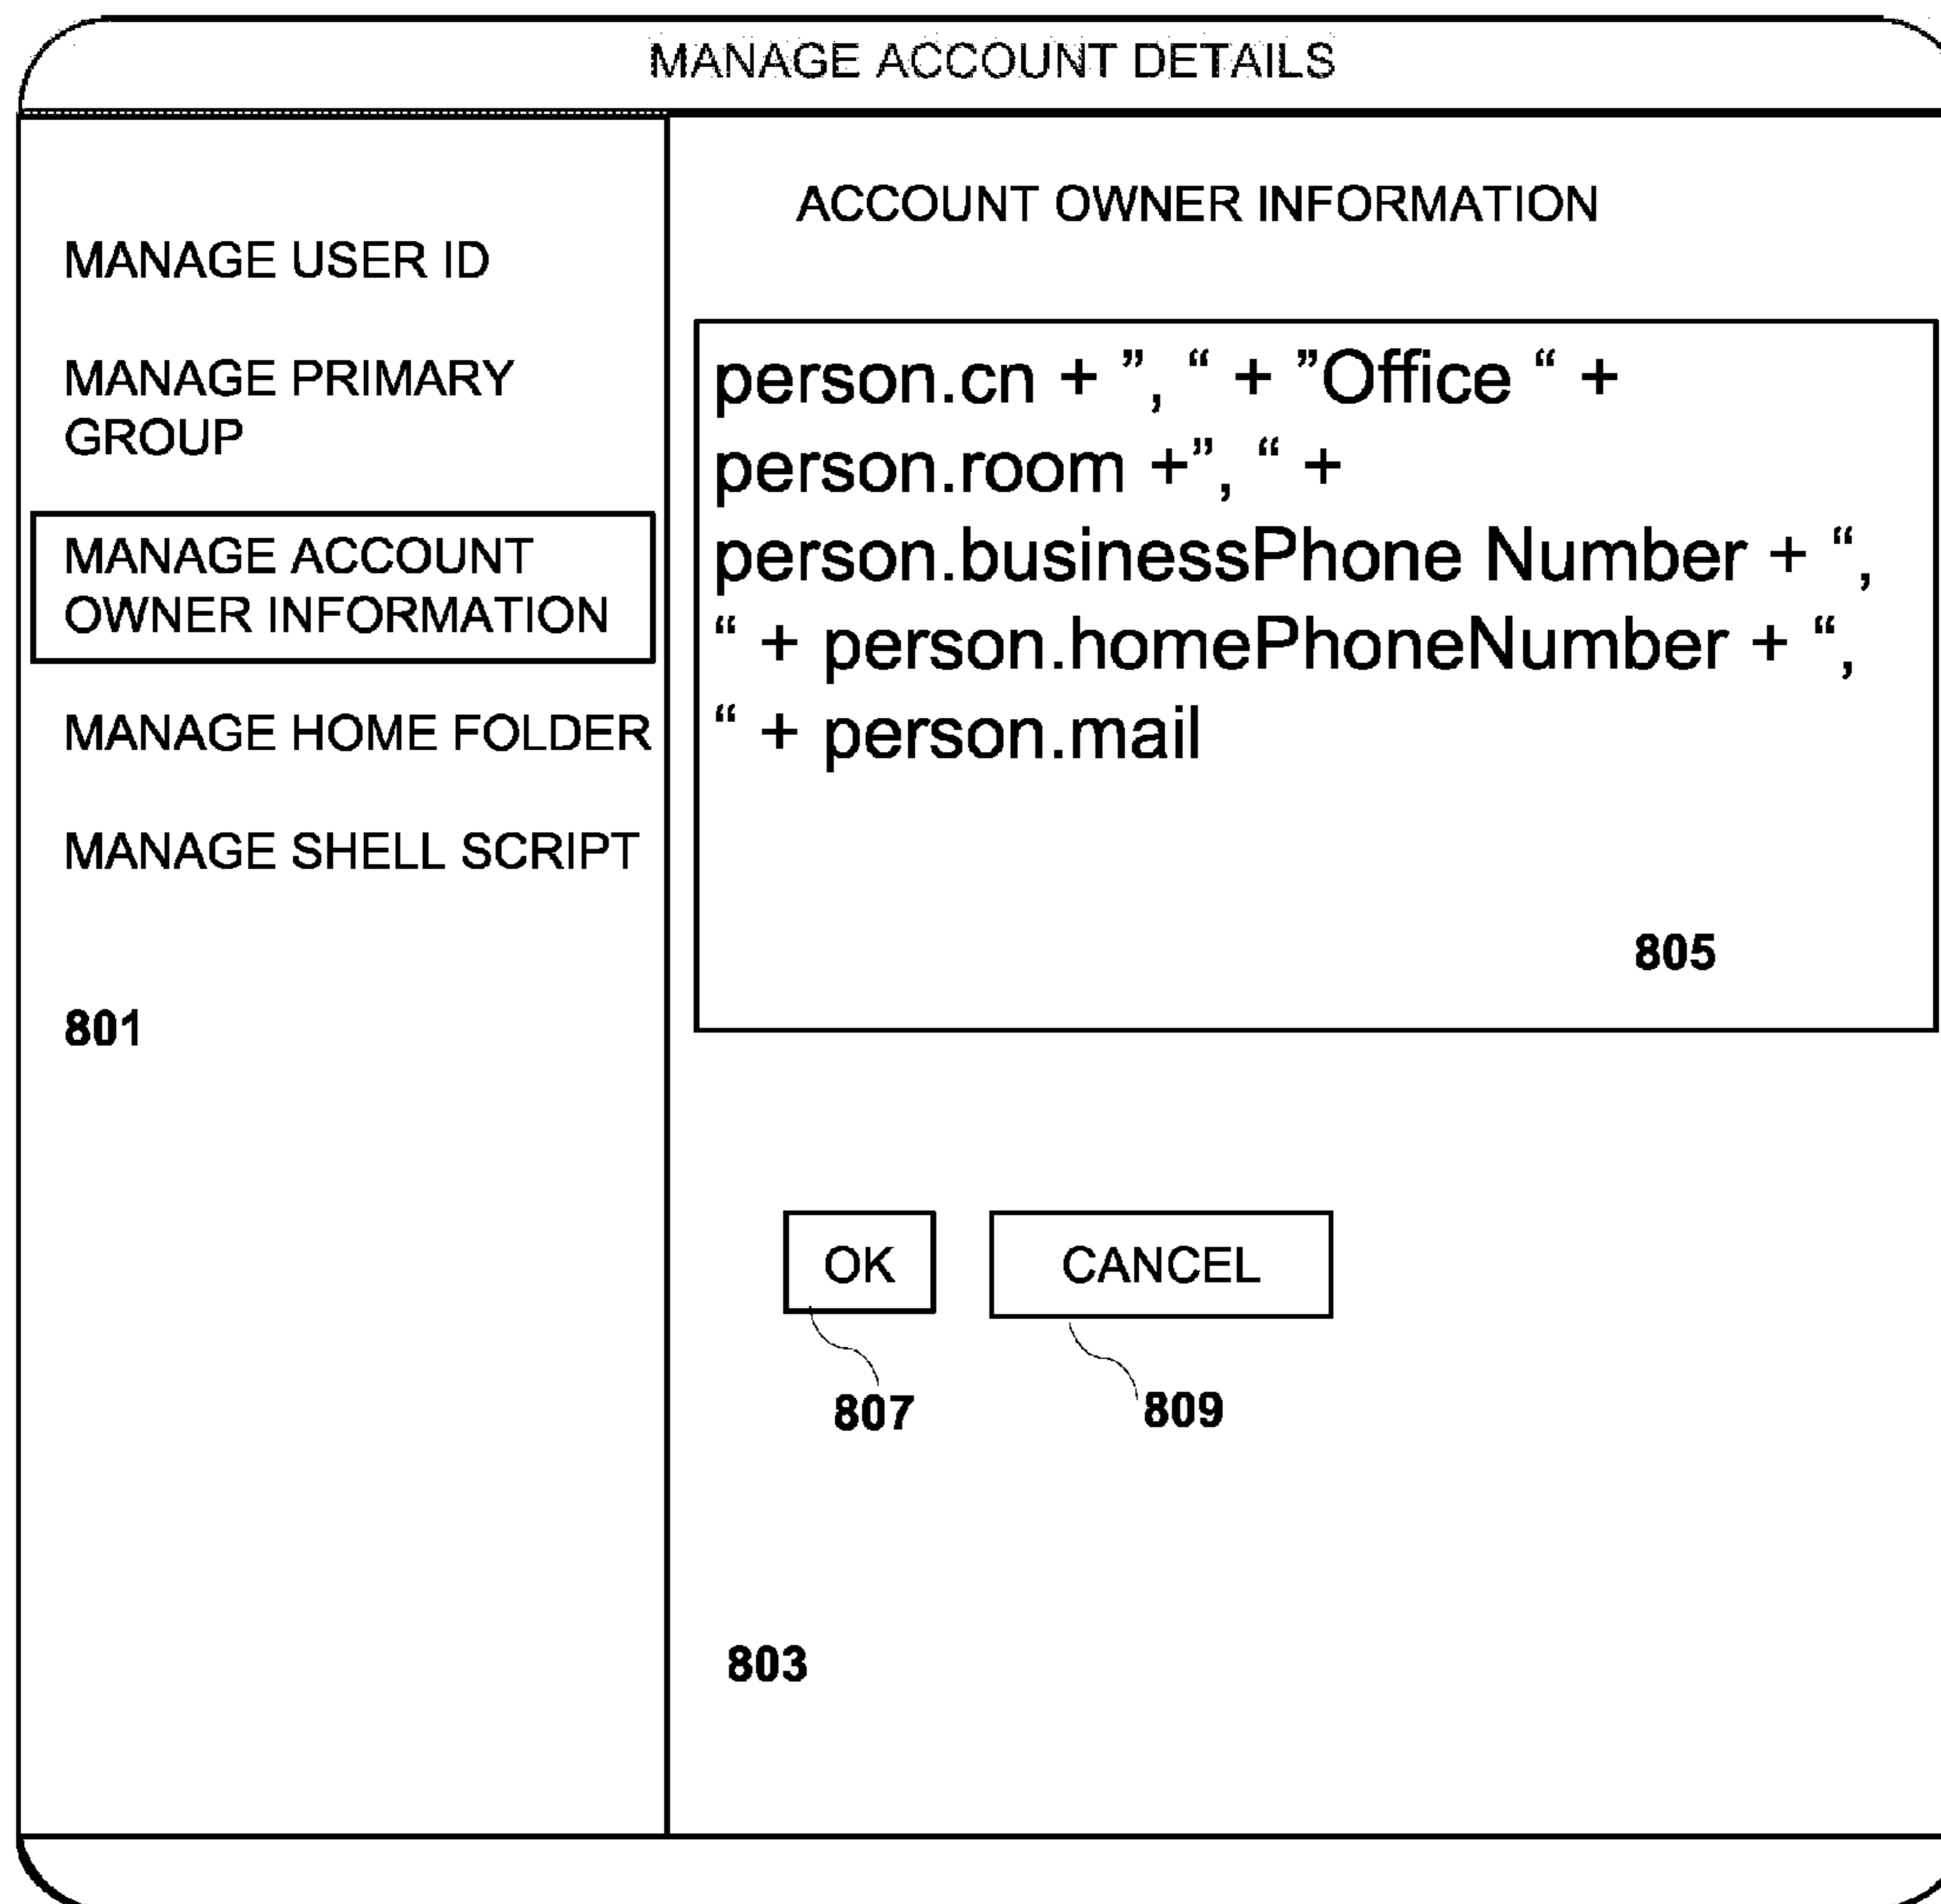 MANAGE ACCOUNT DETAILS
MANAGE USER ID
MANAGE PRIMARY
GROUP
MANAGE ACCOUNT
OWNER INFORMATION
MANAGE HOME FOLDER
MANAGE SHELL SCRIPT
801
ACCOUNT OWNER INFORMATION
person.cn + ”, “ + ”Office “ +
person.room +”, “ +
person.businessPhone Number + “,
“ + person.homePhoneNumber + “,
“ + person.mail
805
OK
CANCEL
807
809
803